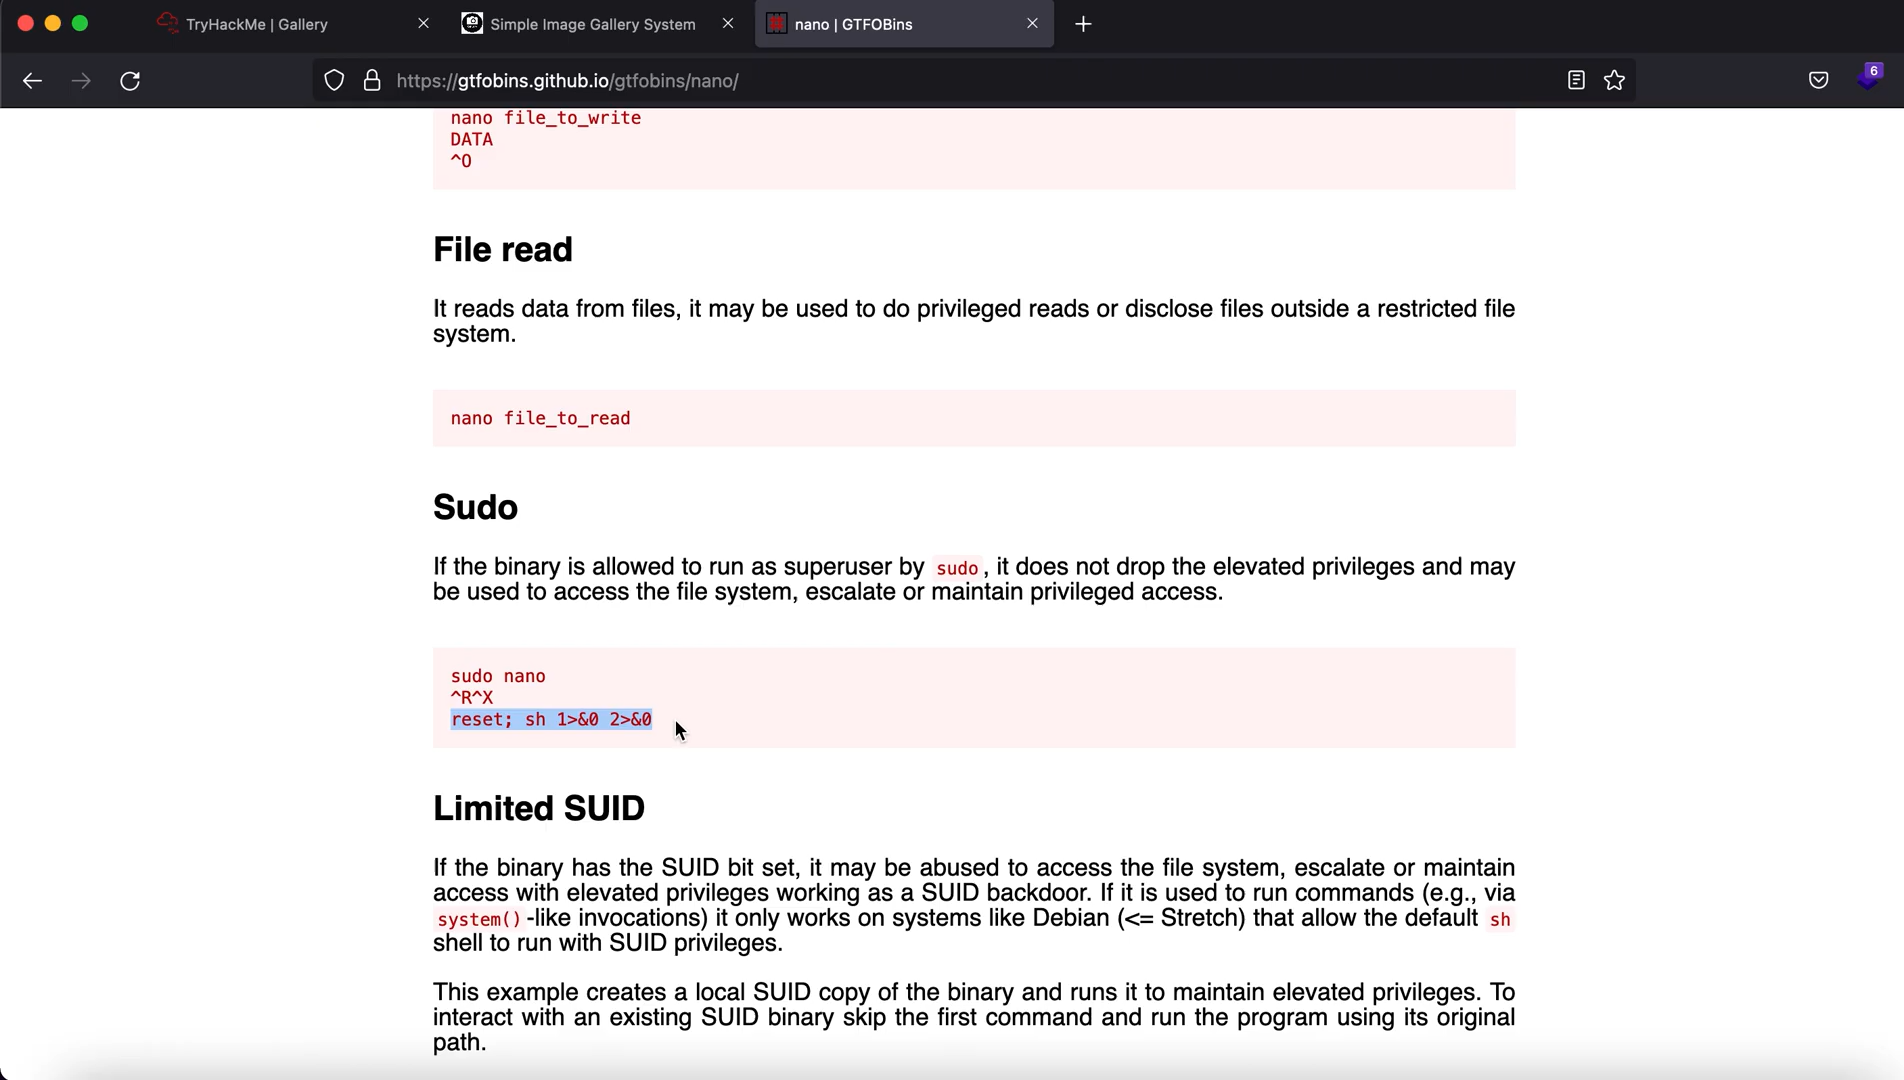 TryHackMe | Gallery
Simple Image Gallery System
nano | GTFOBins
https://gtfobins.github.io/gtfobins/nano/
6
nano file_to_write
DATA
^O
File read
It reads data from files, it may be used to do privileged reads or disclose files outside a restricted file
system.
nano file_to_read
Sudo
If the binary is allowed to run as superuser by sudo, it does not drop the elevated privileges and may
be used to access the file system, escalate or maintain privileged access.
sudo nano
^R^X
reset; sh 1>&0 2>&0
Limited SUID
If the binary has the SUID bit set, it may be abused to access the file system, escalate or maintain
access with elevated privileges working as a SUID backdoor. If it is used to run commands (e.g., via
system()-like invocations) it only works on systems like Debian (<= Stretch) that allow the default sh
shell to run with SUID privileges.
This example creates a local SUID copy of the binary and runs it to maintain elevated privileges. To
interact with an existing SUID binary skip the first command and run the program using its original
path.